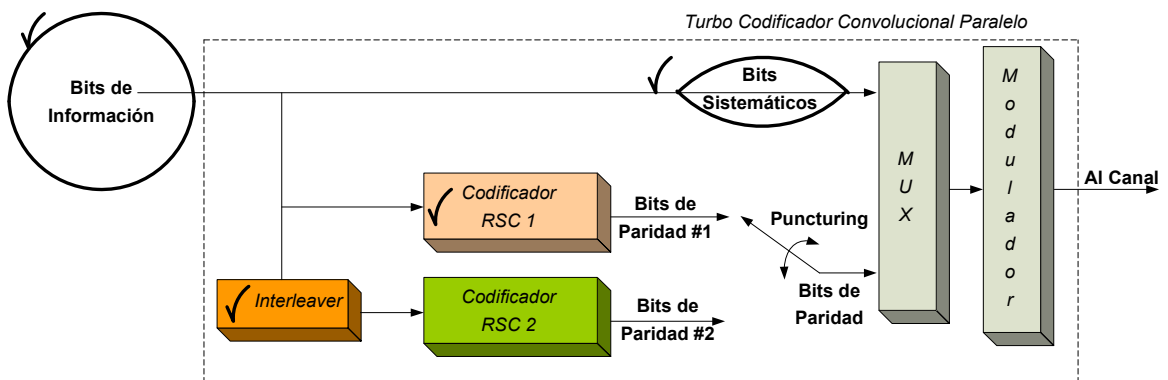 Turbo Codificador Convolucional Paralelo
Bits de
Información
Bits
Sistemáticos
Codificador
RSC 1
Bits de
Paridad #1
Interleaver
Codificador
RSC 2
Bits de
Paridad #2
Puncturing
Bits de
Paridad
M
U
X
M
o
d
u
l
a
d
o
r
Al Canal